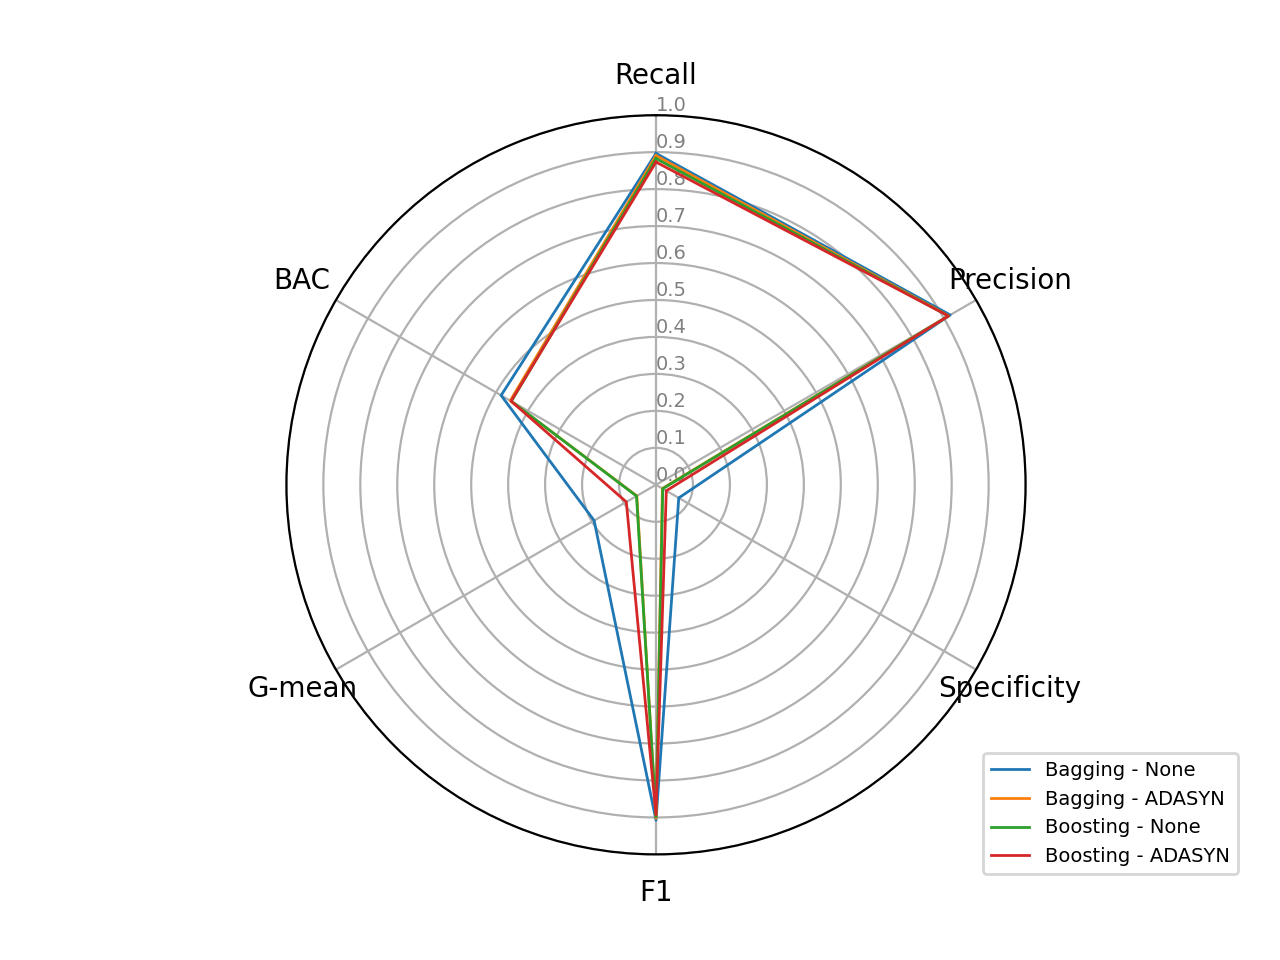 Recall
1.0
0.9
0.8
0.7
0.6
0.5
0.4
0.3
0.2
0.1
0.0
BAC
Precision
G-mean
Specificity
F1
Bagging - None
Bagging - ADASYN
Boosting - None
Boosting - ADASYN